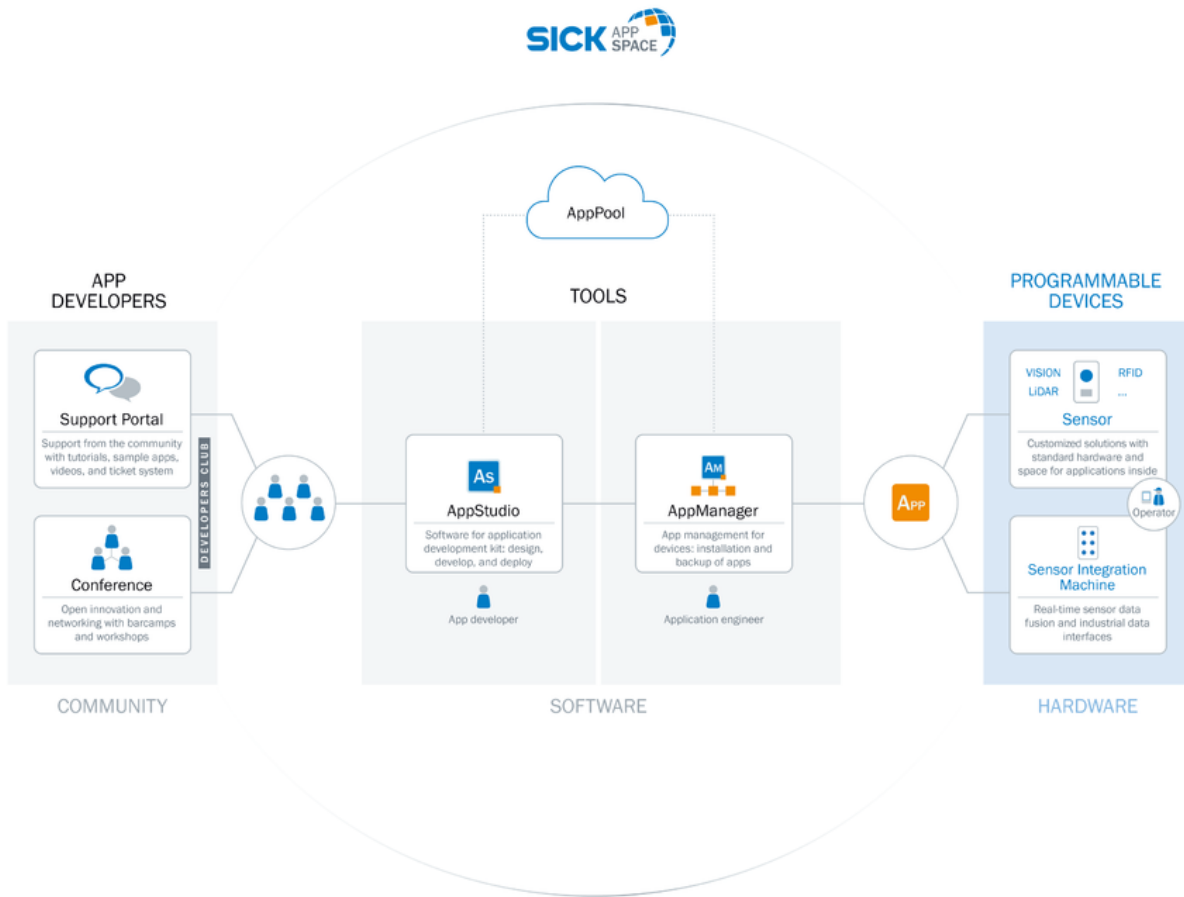 SICK APP
SPACE
AppPool
APP
DEVELOPERS
TOOLS
PROGRAMMABLE
DEVICES
Support Portal
Support from the community
with tutorials, sample apps,
videos, and ticket system
Conference
Open innovation and
networking with barcamps
and workshops
DEVELOPERS CLUB
COMMUNITY
As
AppStudio
Software for application
development kit: design,
develop, and deploy
App developer
AM
AppManager
App management for
devices: installation and
backup of apps
Application engineer
SOFTWARE
APP
VISION
RFID
LiDAR
...
Sensor
Customized solutions with
standard hardware and
space for applications inside
Operator
Sensor Integration
Machine
Real-time sensor data
fusion and industrial data
interfaces
HARDWARE